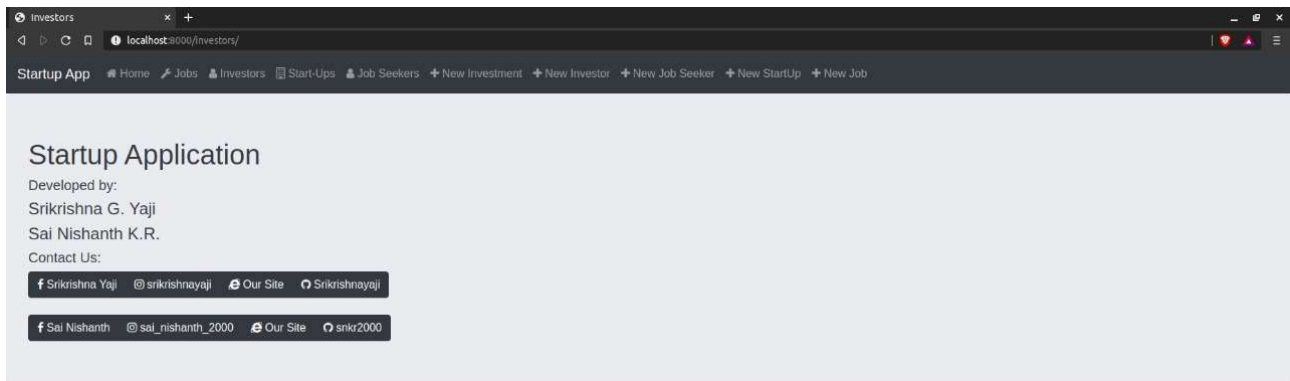 Investors
localhost:8000/investors/
Startup App Home Jobs Investors Start-Ups Job Seekers + New Investment + New Investor + New Job Seeker + New StartUp + New Job
Startup Application
Developed by:
Srikrishna G. Yaji
Sai Nishanth K.R.
Contact Us:
Srikrishna Yaji srikrishnayaji Our Site Srikrishnayaji
Sai Nishanth sai_nishanth_2000 Our Site snkr2000